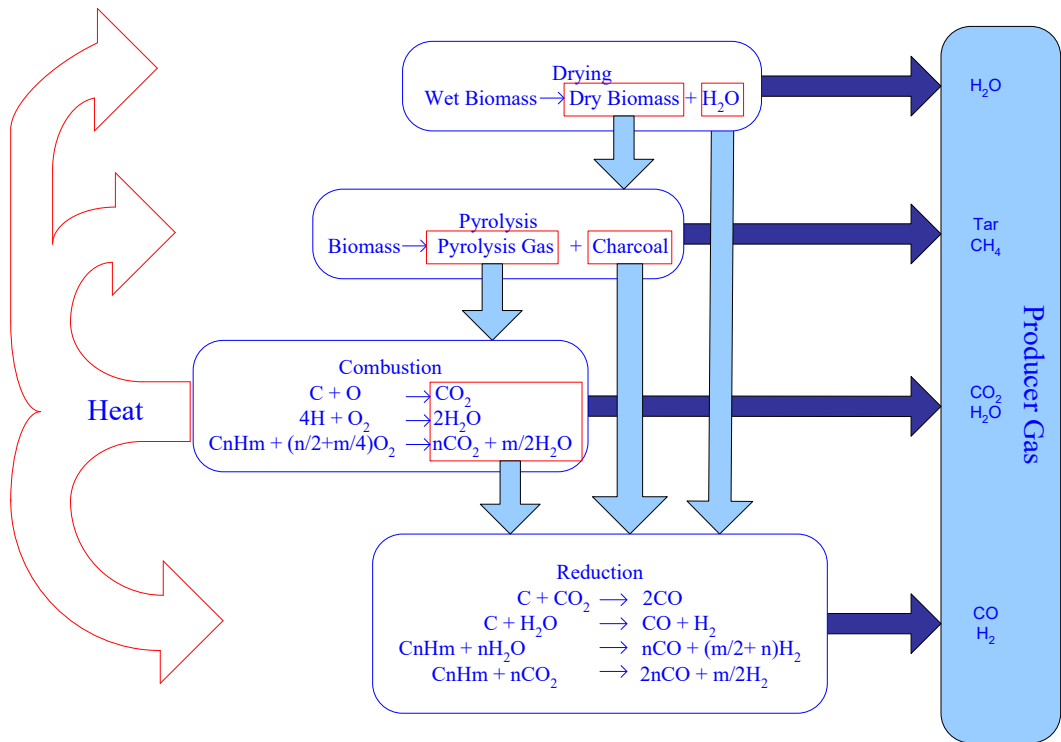 Drying
Wet Biomass → Dry Biomass + H₂O
H₂O
Pyrolysis
Biomass → Pyrolysis Gas + Charcoal
Tar
CH₄
Combustion
C + O → CO₂
4H + O₂ → 2H₂O
CnHm + (n/2+m/4)O₂ → nCO₂ + m/2H₂O
Heat
CO₂
H₂O
Producer Gas
Reduction
C + CO₂ → 2CO
C + H₂O → CO + H₂
CnHm + nH₂O → nCO + (m/2+ n)H₂
CnHm + nCO₂ → 2nCO + m/2H₂
CO
H₂